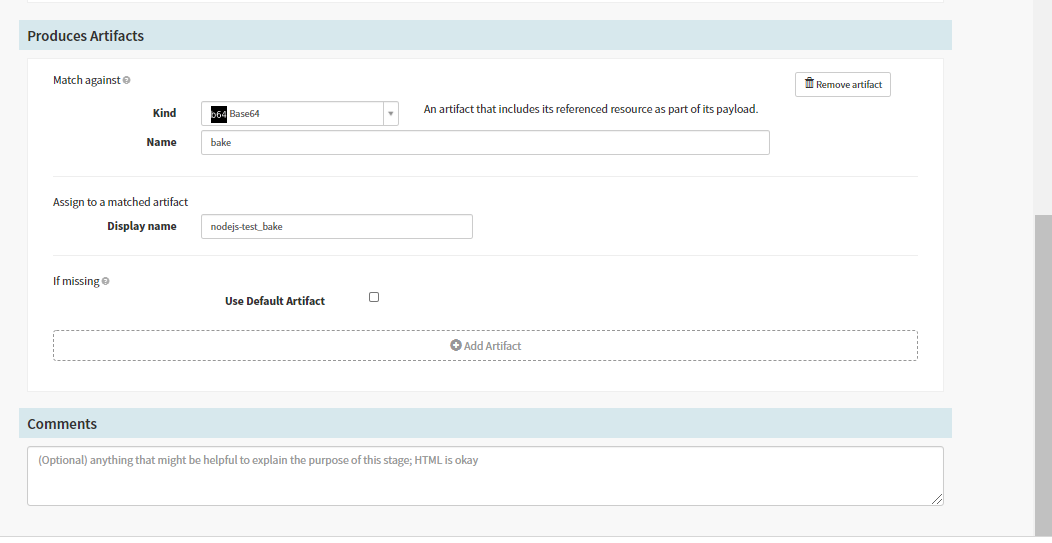 Produces Artifacts
Match against
Remove artifact
Kind b64 Base64 An artifact that includes its referenced resource as part of its payload.
Name bake
Assign to a matched artifact
Display name nodejs-test_bake
If missing
Use Default Artifact
Add Artifact
Comments
(Optional) anything that might be helpful to explain the purpose of this stage; HTML is okay